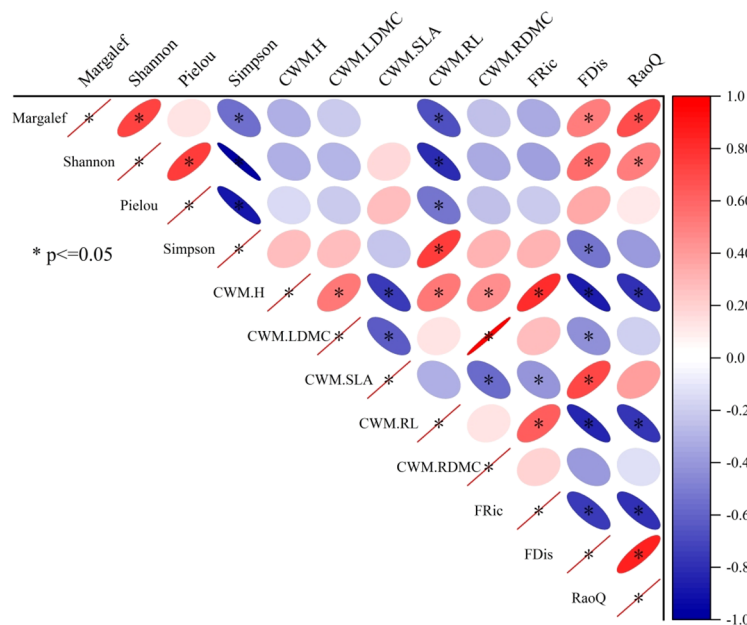 Margalef
Shannon
Pielou
Simpson
CWM.H
CWM.LDMC
CWM.SLA
CWM.RL
CWM.RDMC
FRic
FDis
RaoQ
Margalef * * * * * *
Shannon * * * * * *
Pielou * * *
* p<=0.05
Simpson * * *
CWM.H * * * * * * * *
CWM.LDMC * * * *
CWM.SLA * * * *
CWM.RL * * * *
CWM.RDMC *
FRic * * *
FDis * *
RaoQ *
1.0
0.80
0.60
0.40
0.20
0.0
-0.2
-0.4
-0.6
-0.8
-1.0